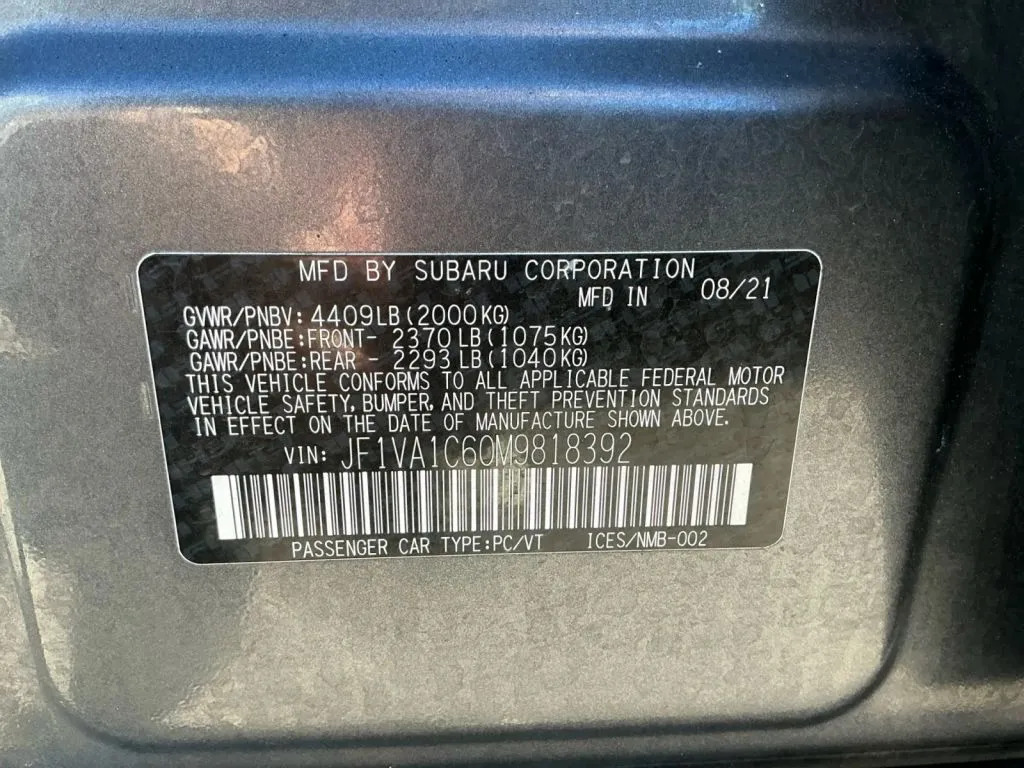 MFD BY SUBARU CORPORATION
MFD IN 08/21
GVWR/PNBV: 4409LB(2000KG)
GAWR/PNBE:FRONT- 2370LB(1075KG)
GAWR/PNBE:REAR - 2293LB(1040KG)
THIS VEHICLE CONFORMS TO ALL APPLICABLE FEDERAL MOTOR
VEHICLE SAFETY, BUMPER, AND THEFT PREVENTION STANDARDS
IN EFFECT ON THE DATE OF MANUFACTURE SHOWN ABOVE.
VIN: JF1VA1C60M9818392
PASSENGER CAR TYPE:PC/VT ICES/NMB-002